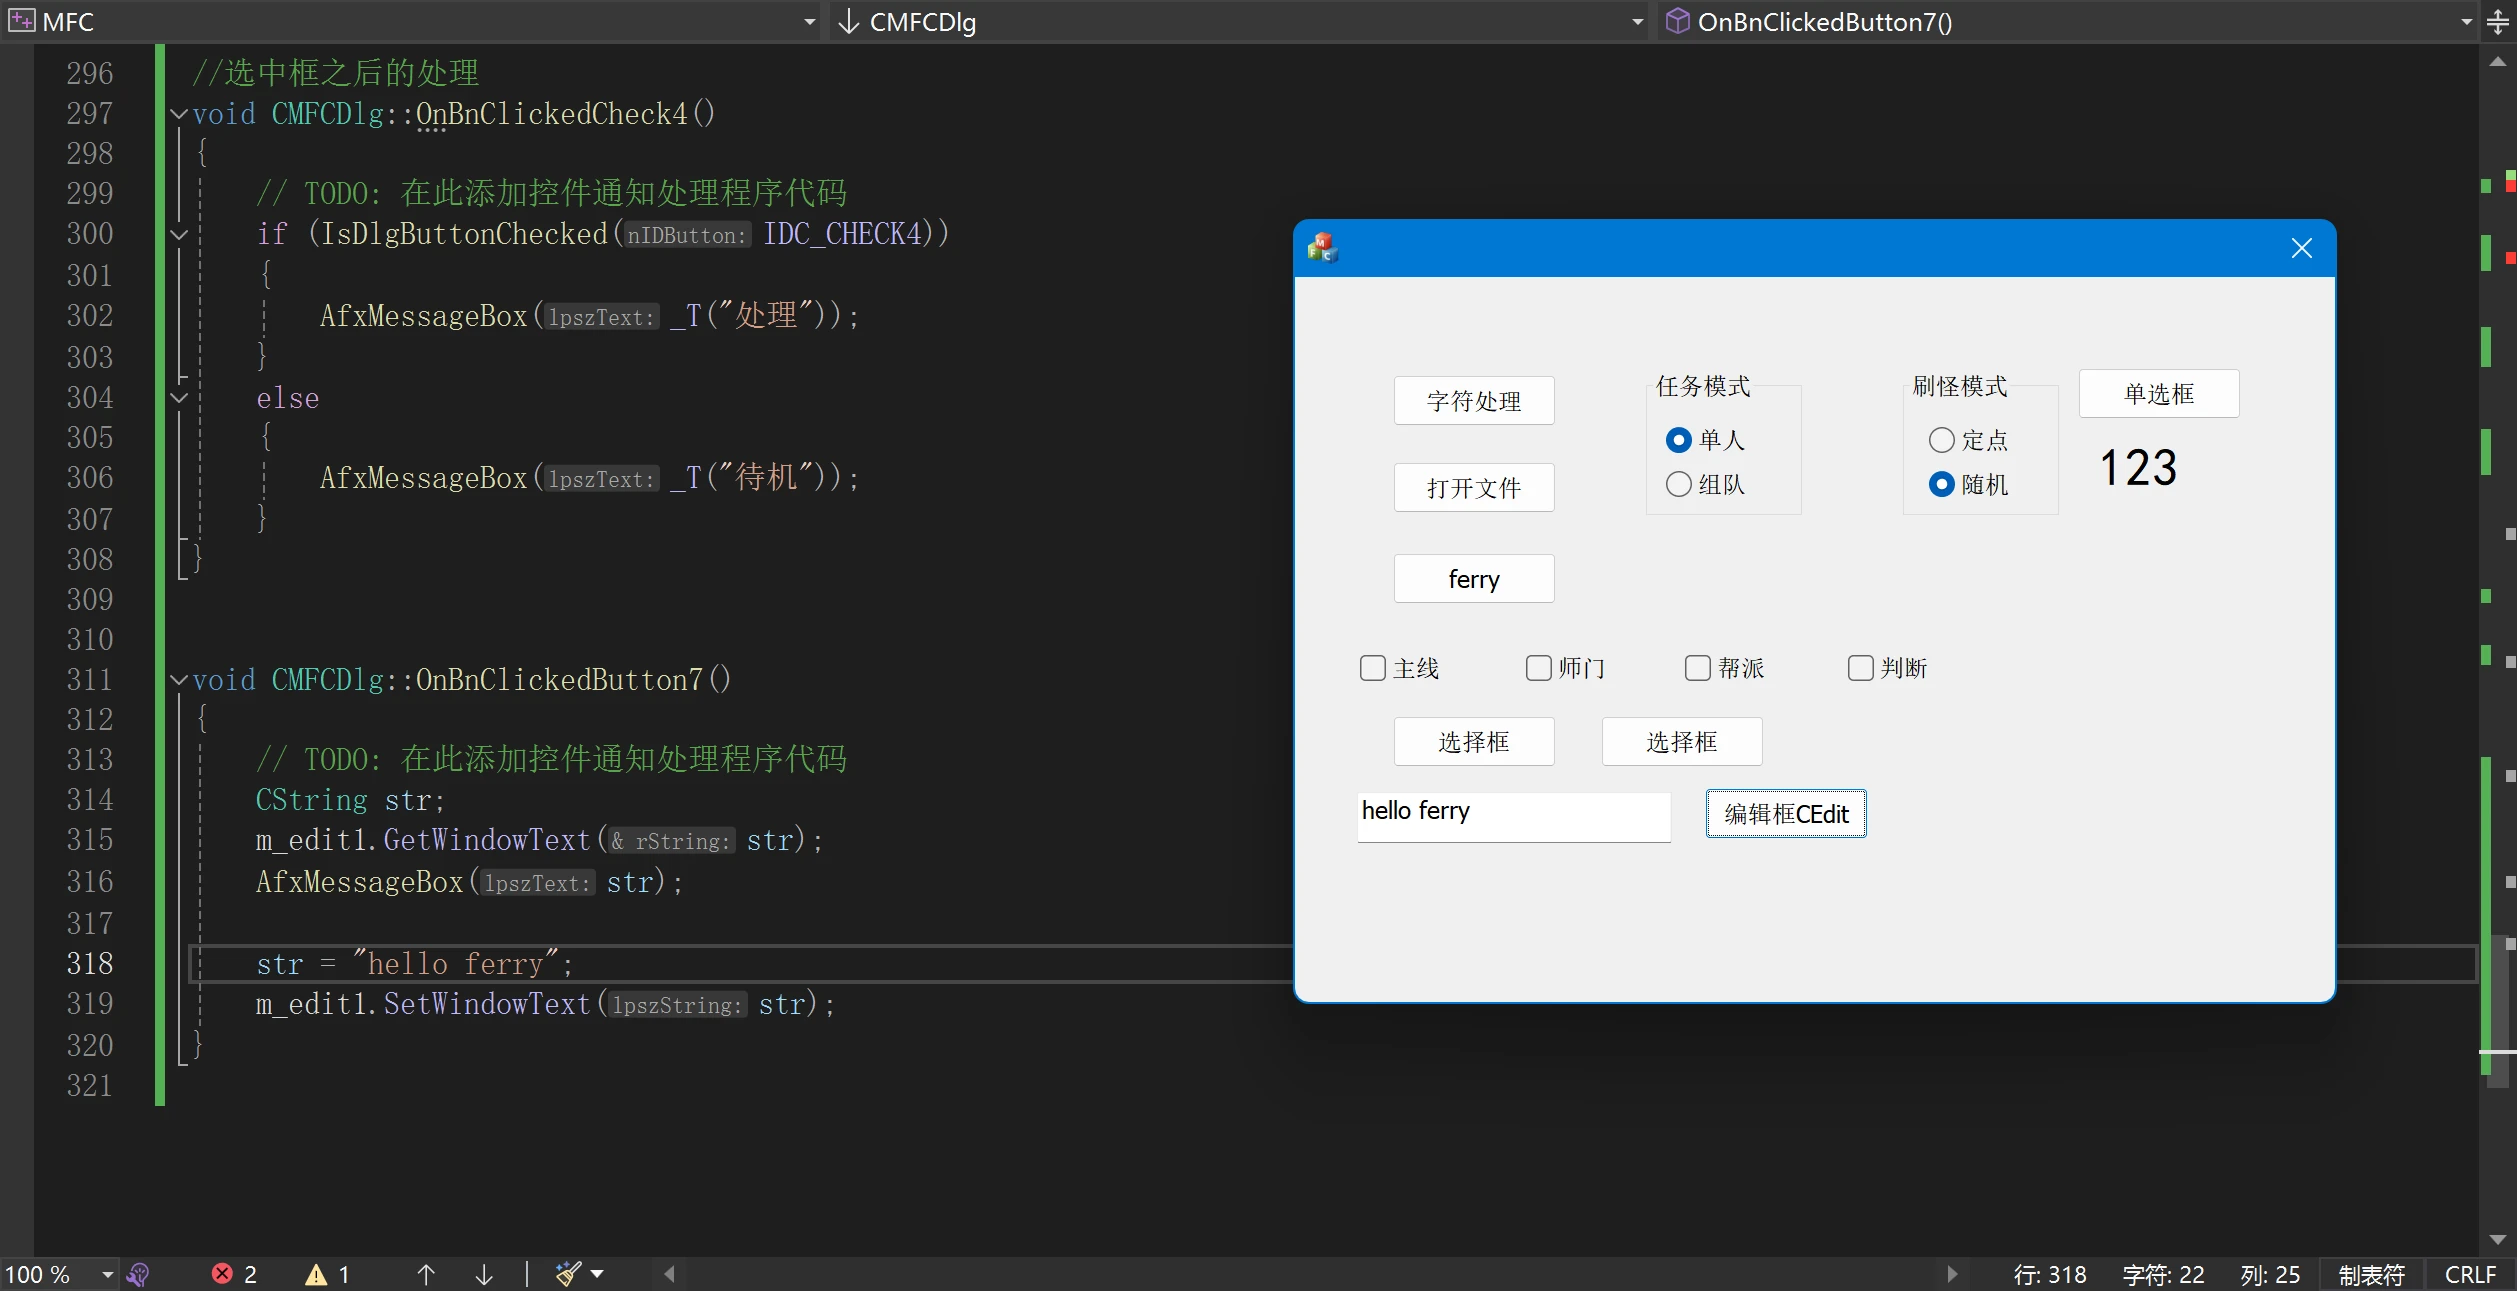 MFC CMFCDlg OnBnClickedButton7()
296 //选中框之后的处理
297 void CMFCDlg::OnBnClickedCheck4()
298 {
299 // TODO: 在此添加控件通知处理程序代码
300 if (IsDlgButtonChecked(nIDButton: IDC_CHECK4))
301 {
302 AfxMessageBox(lpszText: _T("处理"));
303 }
304 else
305 {
306 AfxMessageBox(lpszText: _T("待机"));
307 }
308 }
309
310
311 void CMFCDlg::OnBnClickedButton7()
312 {
313 // TODO: 在此添加控件通知处理程序代码
314 CString str;
315 m_edit1.GetWindowText(& rString: str);
316 AfxMessageBox(lpszText: str);
317
318 str = "hello ferry";
319 m_edit1.SetWindowText(lpszString: str);
320 }
321
MFC
字符处理 任务模式 刷怪模式 单选框
单人 定点
123
打开文件 组队 随机
ferry
主线 师门 帮派 判断
选择框 选择框
hello ferry 编辑框CEdit
100 % 2 1 行: 318 字符: 22 列: 25 制表符 CRLF